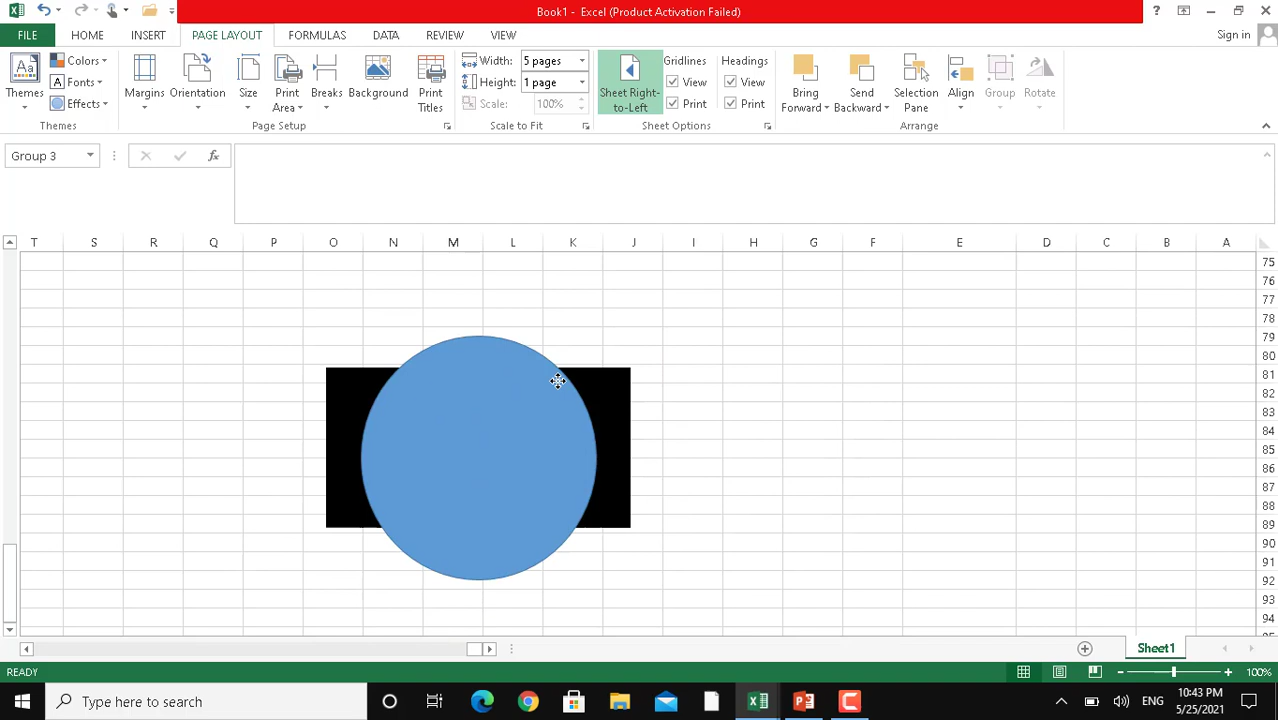 Book1 - Excel (Product Activation Failed)
?
FILE HOME INSERT PAGE LAYOUT FORMULAS DATA REVIEW VIEW Sign in
Themes
Colors
Fonts
Effects
Margins
Orientation
Size
Print
Area
Breaks
Background
Print
Titles
Width: 5 pages
Height: 1 page
Scale: 100%
Sheet Right-
to-Left
Gridlines
View
Print
Headings
View
Print
Bring
Forward
Send
Backward
Selection
Pane
Align
Group
Rotate
Themes Page Setup Scale to Fit Sheet Options Arrange
Group 3 fx
T S R Q P O N M L K J I H G F E D C B A
75
76
77
78
79
80
81
82
83
84
85
86
87
88
89
90
91
92
93
94
Sheet1
READY 100%
Type here to search
ENG
10:43 PM
5/25/2021